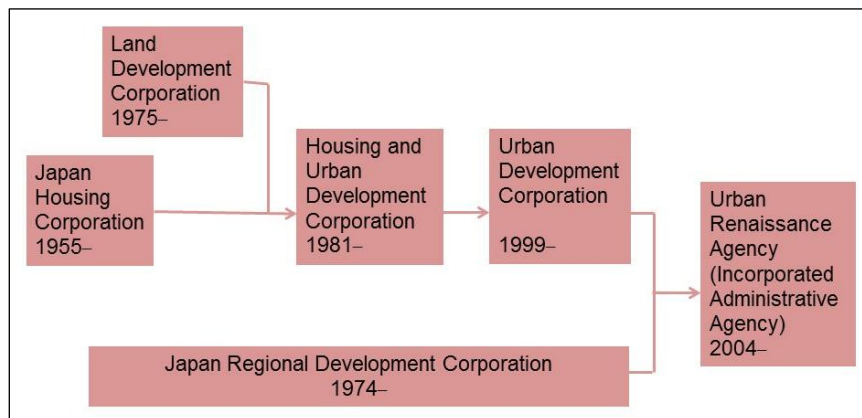 Land
Development
Corporation
1975–
Japan
Housing
Corporation
1955–
Housing and
Urban
Development
Corporation
1981–
Urban
Development
Corporation
1999–
Urban
Renaissance
Agency
(Incorporated
Administrative
Agency)
2004–
Japan Regional Development Corporation
1974–